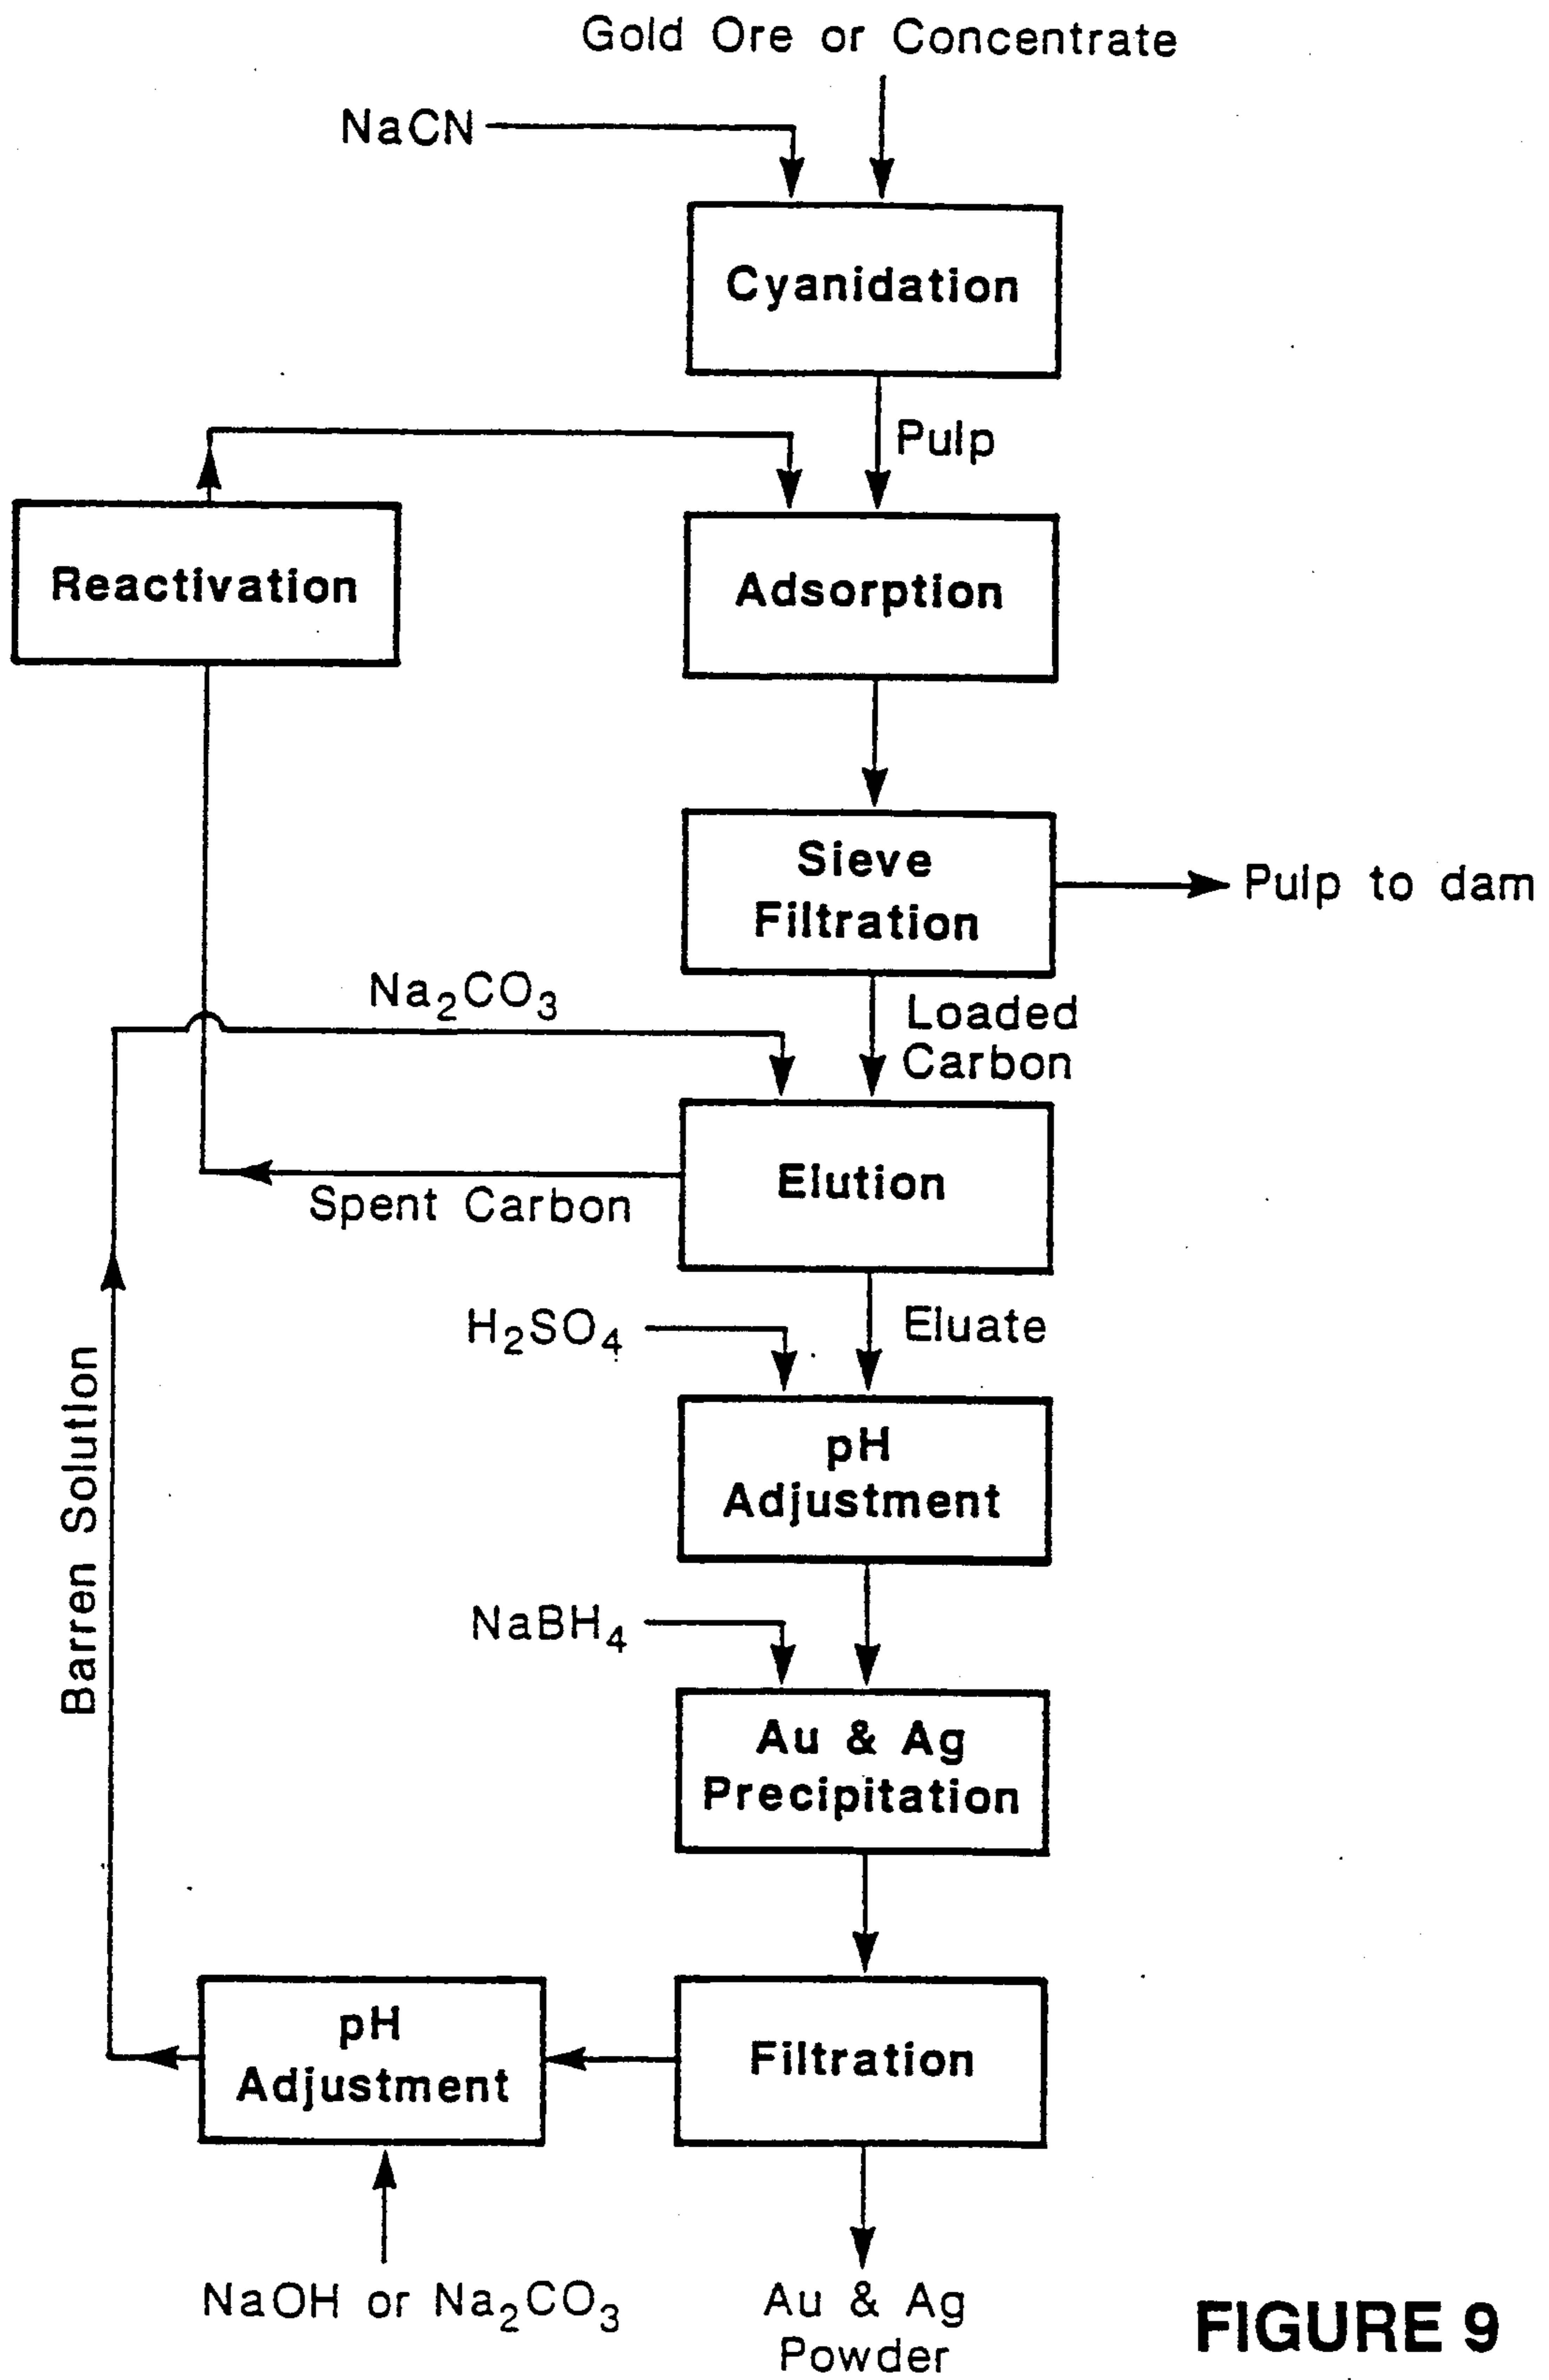 Gold Ore or Concentrate
NaCN
Cyanidation
Pulp
Reactivation
Adsorption
Sieve
Filtration
Pulp to dam
Na₂CO₃
Loaded
Carbon
Elution
Spent Carbon
H₂SO₄
Eluate
pH
Adjustment
Barren Solution
NaBH₄
Au & Ag
Precipitation
pH
Adjustment
Filtration
NaOH or Na₂CO₃
Au & Ag
Powder
FIGURE 9